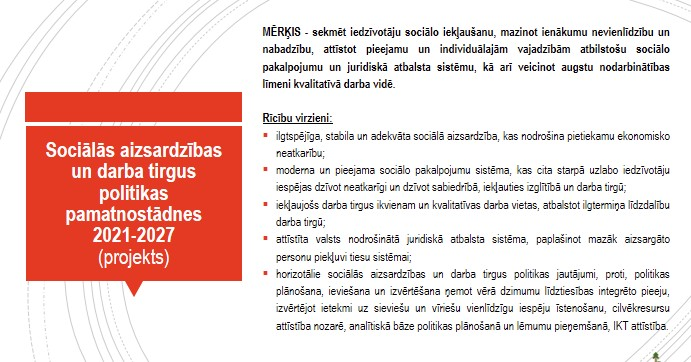 MĒRĶIS - sekmēt iedzīvotāju sociālo iekļaušanu, mazinot ienākumu nevienlīdzību un
nabadzību, attīstot pieejamu un individuālajām vajadzībām atbilstošu sociālo
pakalpojumu un juridiskā atbalsta sistēmu, kā arī veicinot augstu nodarbinātības
līmeni kvalitatīvā darba vidē.
Rīcību virzieni:
▪ ilgtspējīga, stabila un adekvāta sociālā aizsardzība, kas nodrošina pietiekamu ekonomisko
neatkarību;
▪ moderna un pieejama sociālo pakalpojumu sistēma, kas cita starpā uzlabo iedzīvotāju
iespējas dzīvot neatkarīgi un dzīvot sabiedrībā, iekļauties izglītībā un darba tirgū;
▪ iekļaujošs darba tirgus ikvienam un kvalitatīvas darba vietas, atbalstot ilgtermiņa līdzdalību
darba tirgū;
▪ attīstīta valsts nodrošinātā juridiskā atbalsta sistēma, paplašinot mazāk aizsargāto
personu piekļuvi tiesu sistēmai;
▪ horizotālie sociālās aizsardzības un darba tirgus politikas jautājumi, proti, politikas
plānošana, ieviešana un izvērtēšana ņemot vērā dzimumu līdztiesības integrēto pieeju,
izvērtējot ietekmi uz sieviešu un vīriešu vienlīdzīgu iespēju īstenošanu, cilvēkresursu
attīstība nozarē, analītiskā bāze politikas plānošanā un lēmumu pieņemšanā, IKT attīstība.
Sociālās aizsardzības
un darba tirgus
politikas
pamatnostādnes
2021-2027
(projekts)